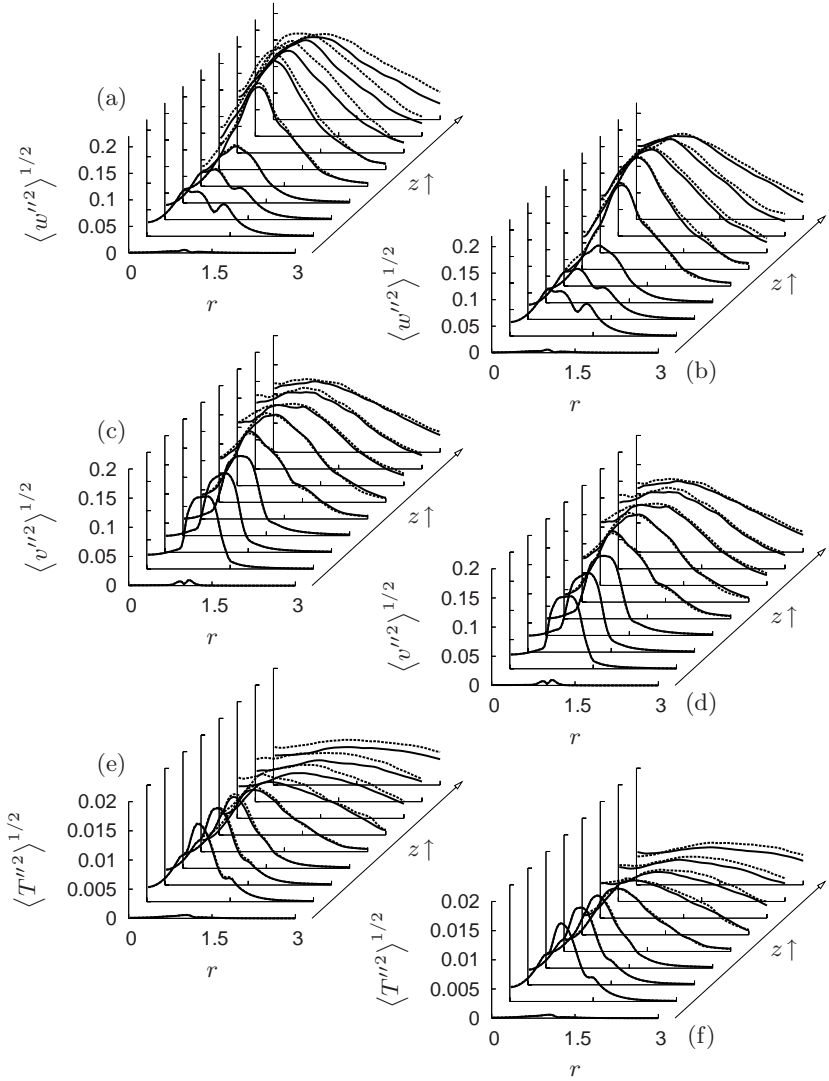 (a)
⟨w″²⟩^{1/2}
0.2
0.15
0.1
0.05
0
0 1.5 3
r
z↑
(b)
⟨w″²⟩^{1/2}
0.2
0.15
0.1
0.05
0
0 1.5 3
r
z↑
(c)
⟨v″²⟩^{1/2}
0.2
0.15
0.1
0.05
0
0 1.5 3
r
z↑
(d)
⟨v″²⟩^{1/2}
0.2
0.15
0.1
0.05
0
0 1.5 3
r
z↑
(e)
⟨T″²⟩^{1/2}
0.02
0.015
0.01
0.005
0
0 1.5 3
r
z↑
(f)
⟨T″²⟩^{1/2}
0.02
0.015
0.01
0.005
0
0 1.5 3
r
z↑